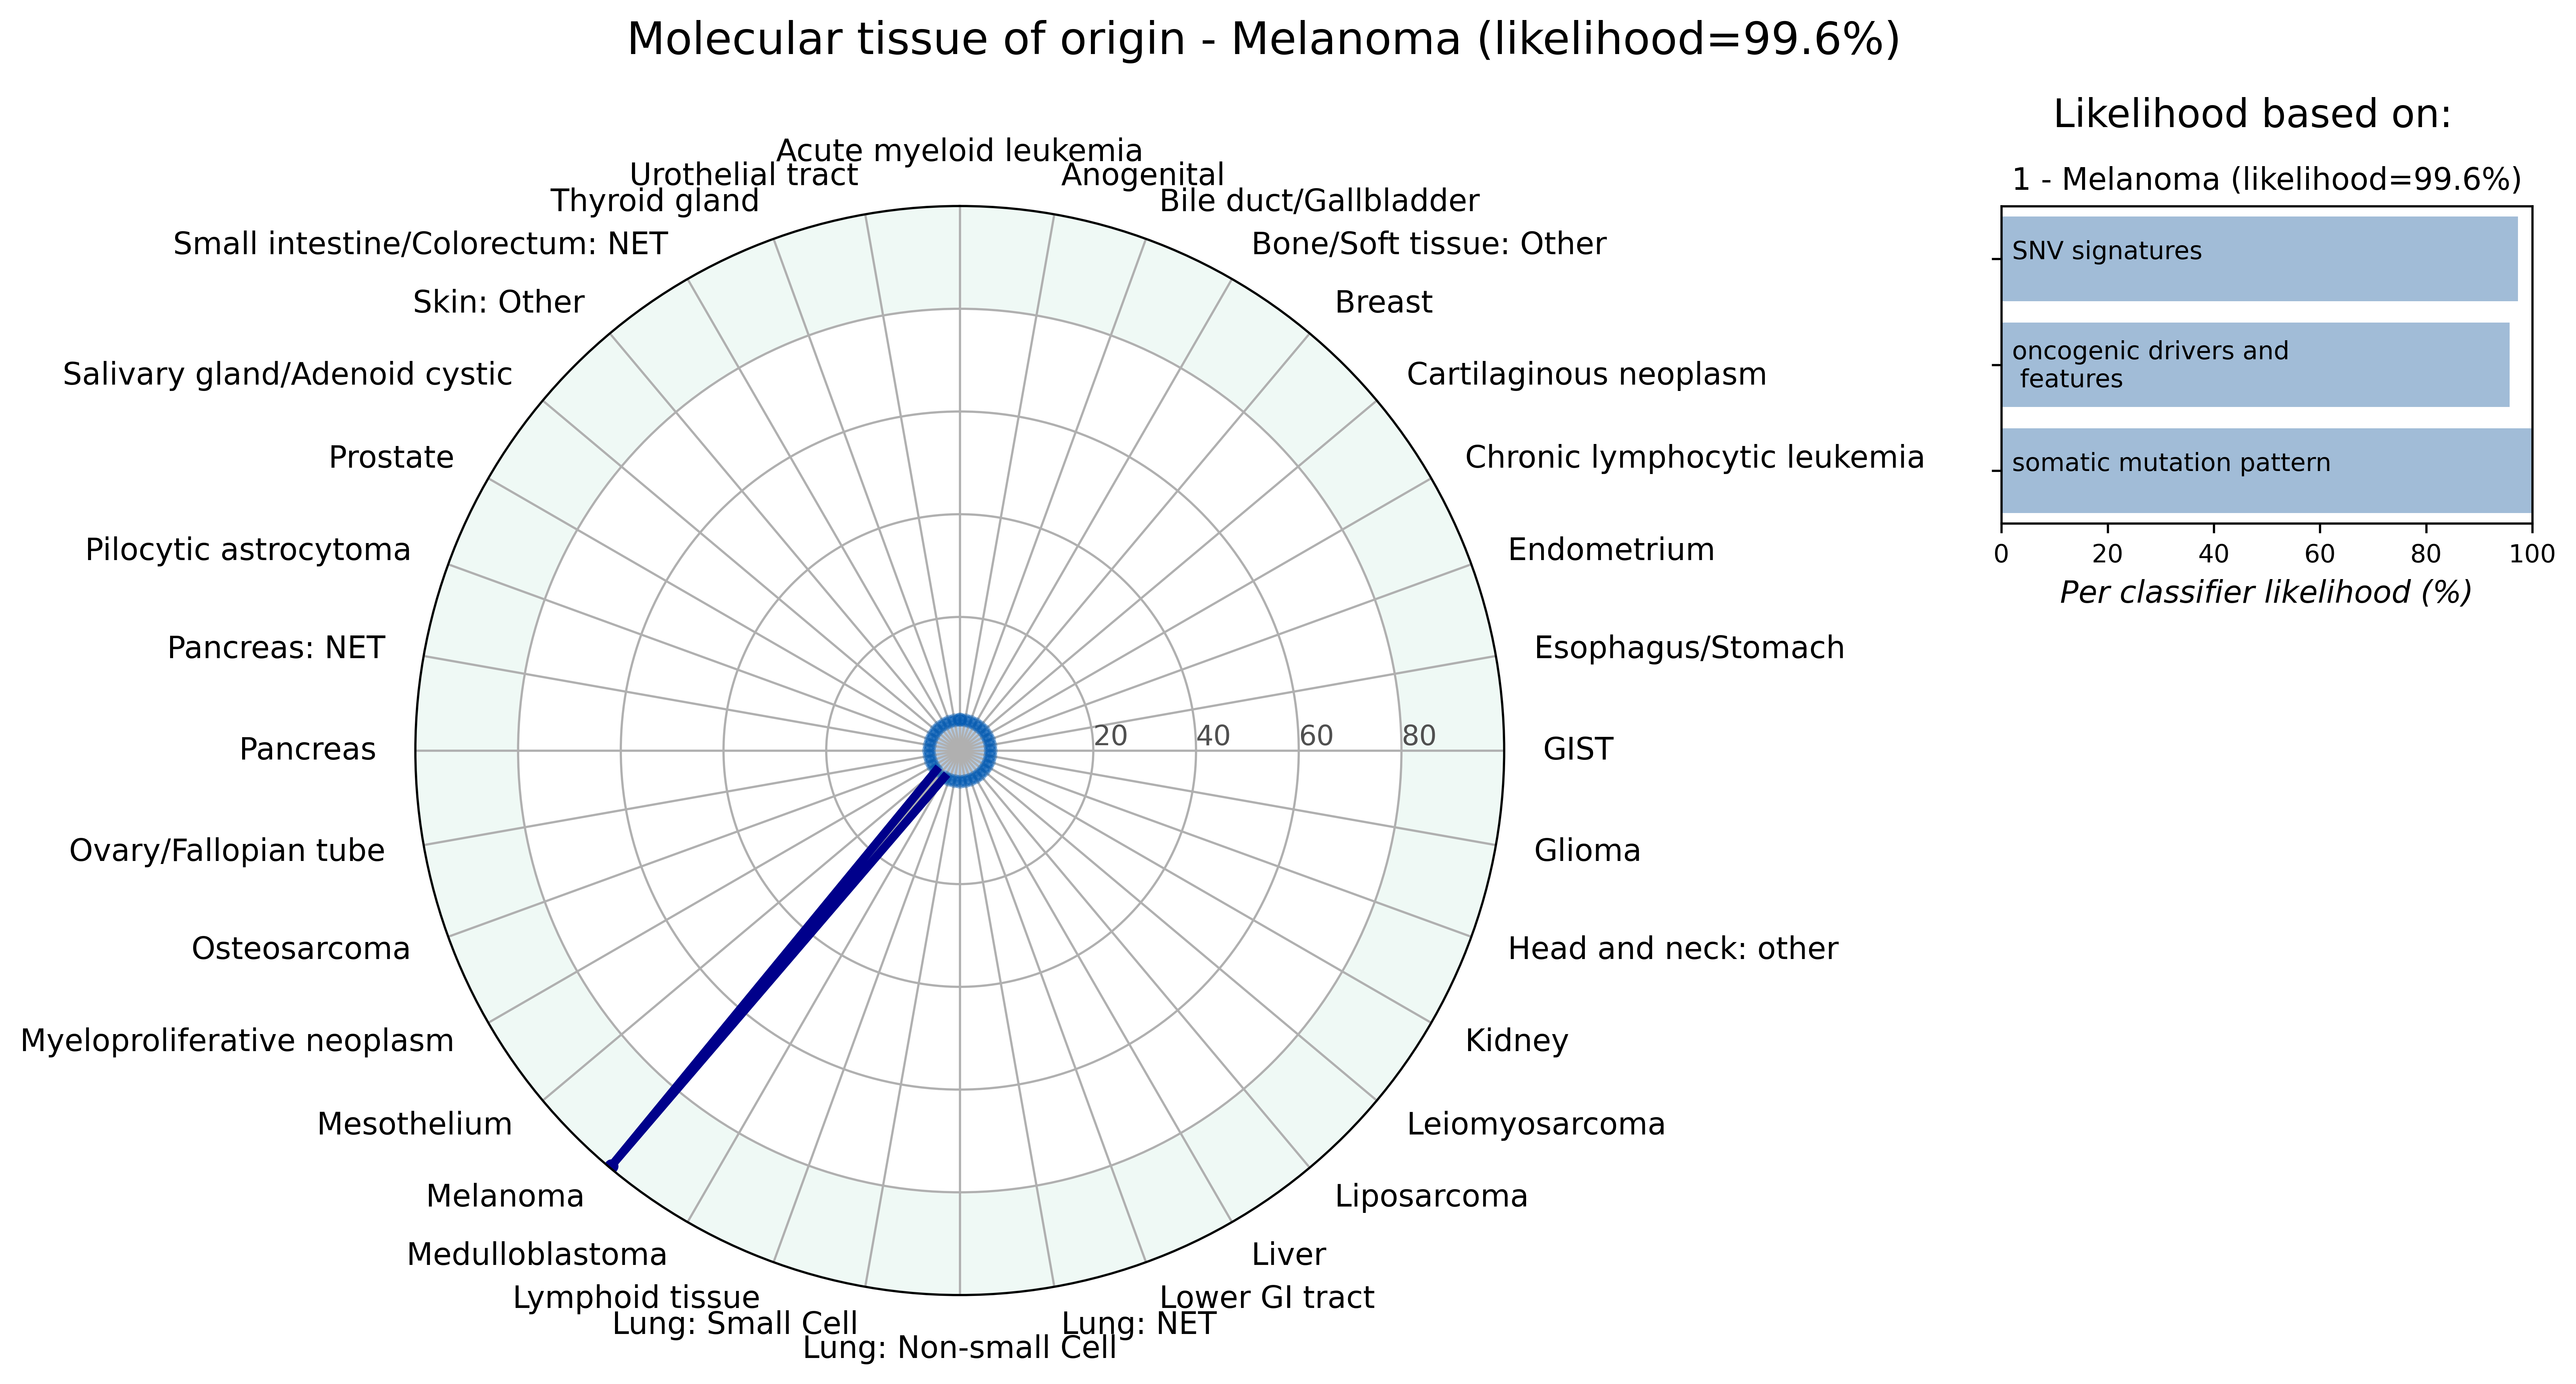 Molecular tissue of origin - Melanoma (likelihood=99.6%)
Acute myeloid leukemia
Anogenital
Bile duct/Gallbladder
Bone/Soft tissue: Other
Breast
Cartilaginous neoplasm
Chronic lymphocytic leukemia
Endometrium
Esophagus/Stomach
GIST
Glioma
Head and neck: other
Kidney
Leiomyosarcoma
Liposarcoma
Liver
Lower GI tract
Lung: NET
Lung: Non-small Cell
Lung: Small Cell
Lymphoid tissue
Medulloblastoma
Melanoma
Mesothelium
Myeloproliferative neoplasm
Osteosarcoma
Ovary/Fallopian tube
Pancreas
Pancreas: NET
Pilocytic astrocytoma
Prostate
Salivary gland/Adenoid cystic
Skin: Other
Small intestine/Colorectum: NET
Thyroid gland
Urothelial tract
20 40 60 80
Likelihood based on:
1 - Melanoma (likelihood=99.6%)
SNV signatures
oncogenic drivers and
features
somatic mutation pattern
0 20 40 60 80 100
Per classifier likelihood (%)